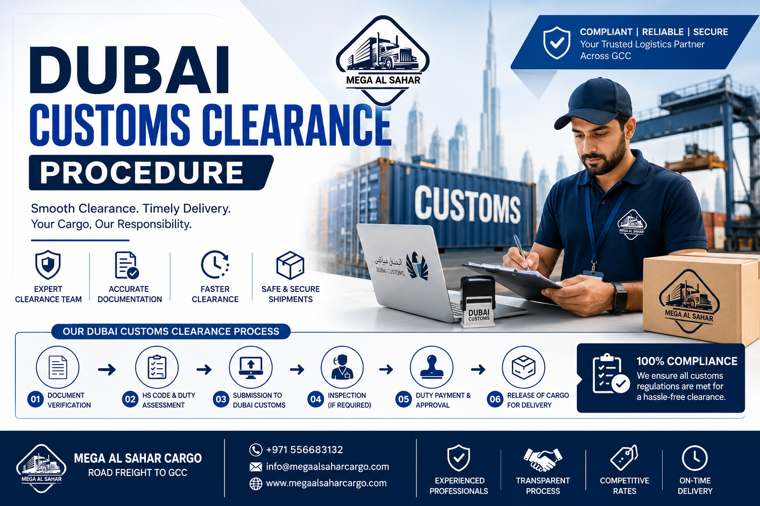 DUBAI
CUSTOMS CLEARANCE
PROCEDURE
Smooth Clearance. Timely Delivery.
Your Cargo, Our Responsibility.
MEGA AL SAHAR
COMPLIANT | RELIABLE | SECURE
Your Trusted Logistics Partner
Across GCC
EXPERT
CLEARANCE TEAM
ACCURATE
DOCUMENTATION
FASTER
CLEARANCE
SAFE & SECURE
SHIPMENTS
CUSTOMS
DUBAI CUSTOMS
DUBAI
CUSTOMS
MEGA AL SAHAR
MEGA AL SAHAR
OUR DUBAI CUSTOMS CLEARANCE PROCESS
01 DOCUMENT
VERIFICATION
02 HS CODE & DUTY
ASSESSMENT
03 SUBMISSION TO
DUBAI CUSTOMS
04 INSPECTION
(IF REQUIRED)
05 DUTY PAYMENT &
APPROVAL
06 RELEASE OF CARGO
FOR DELIVERY
100% COMPLIANCE
We ensure all customs
regulations are met for
a hassle-free clearance.
MEGA AL SAHAR
MEGA AL SAHAR CARGO
ROAD FREIGHT TO GCC
+971 556683132
info@megaalsaharcargo.com
www.megaalsaharcargo.com
EXPERIENCED
PROFESSIONALS
TRANSPARENT
PROCESS
COMPETITIVE
RATES
ON-TIME
DELIVERY